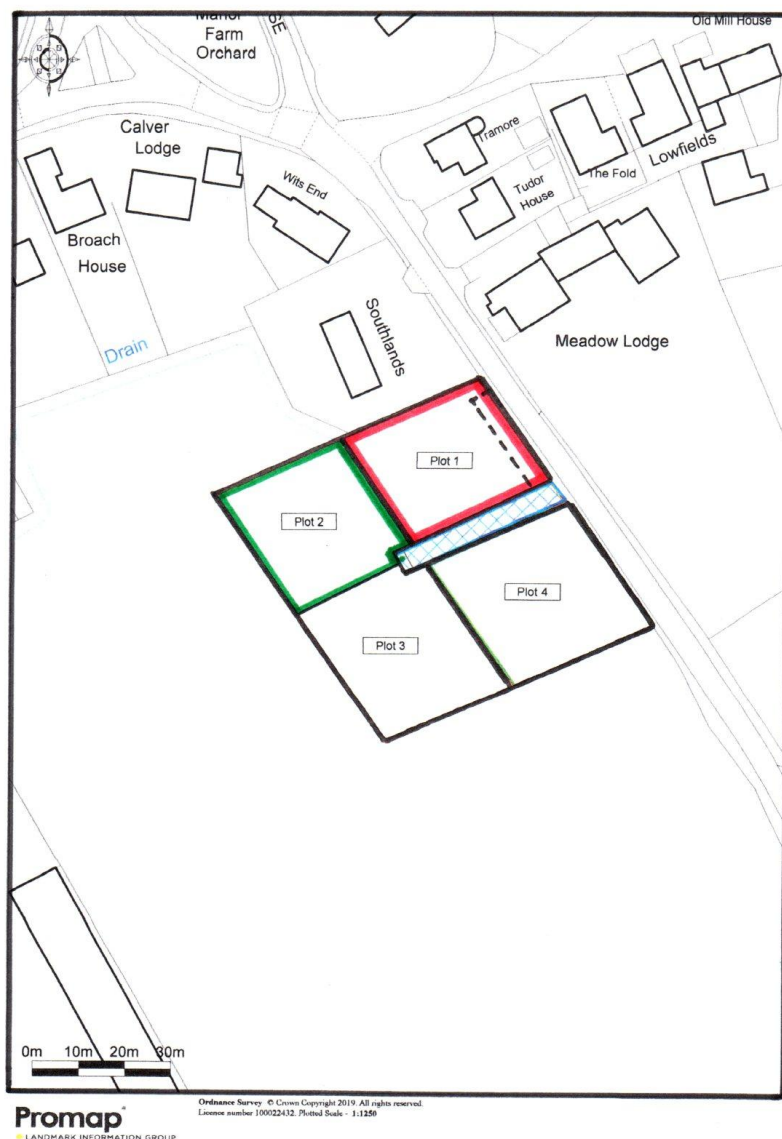 Manor
Farm
Orchard
SE
Old Mill House
Calver
Lodge
Tramore
Lowfields
The Fold
Wits End
Tudor
House
Broach
House
Southlands
Drain
Meadow Lodge
Plot 1
Plot 2
Plot 4
Plot 3
0m 10m 20m 30m
Ordnance Survey © Crown Copyright 2019. All rights reserved.
Licence number 100022432. Plotted Scale - 1:1250
Promap
LANDMARK INFORMATION GROUP